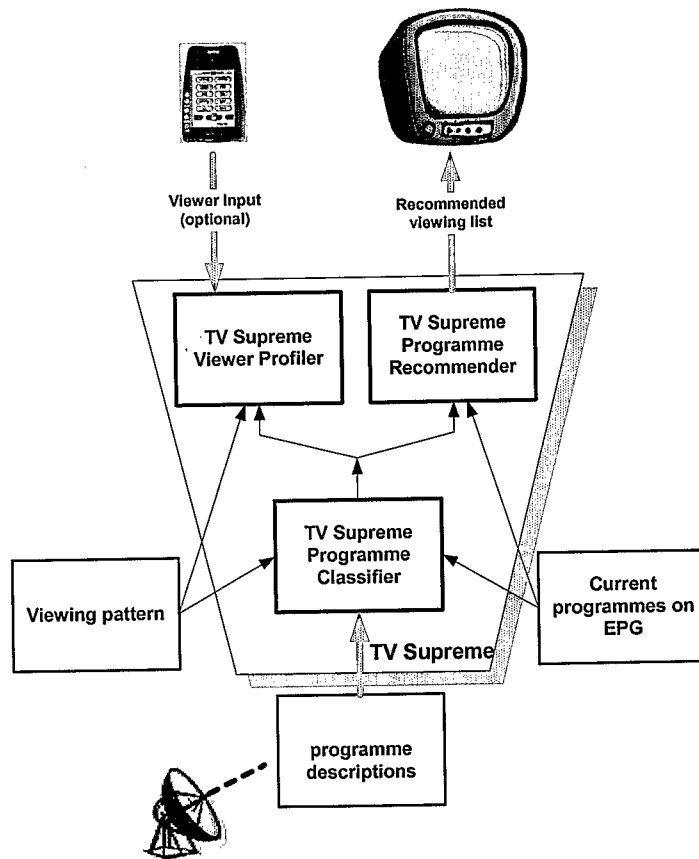 Viewer Input
(optional)
Recommended
viewing list
TV Supreme
Viewer Profiler
TV Supreme
Programme
Recommender
TV Supreme
Programme
Classifier
Viewing pattern
Current
programmes on
EPG
TV Supreme
programme
descriptions